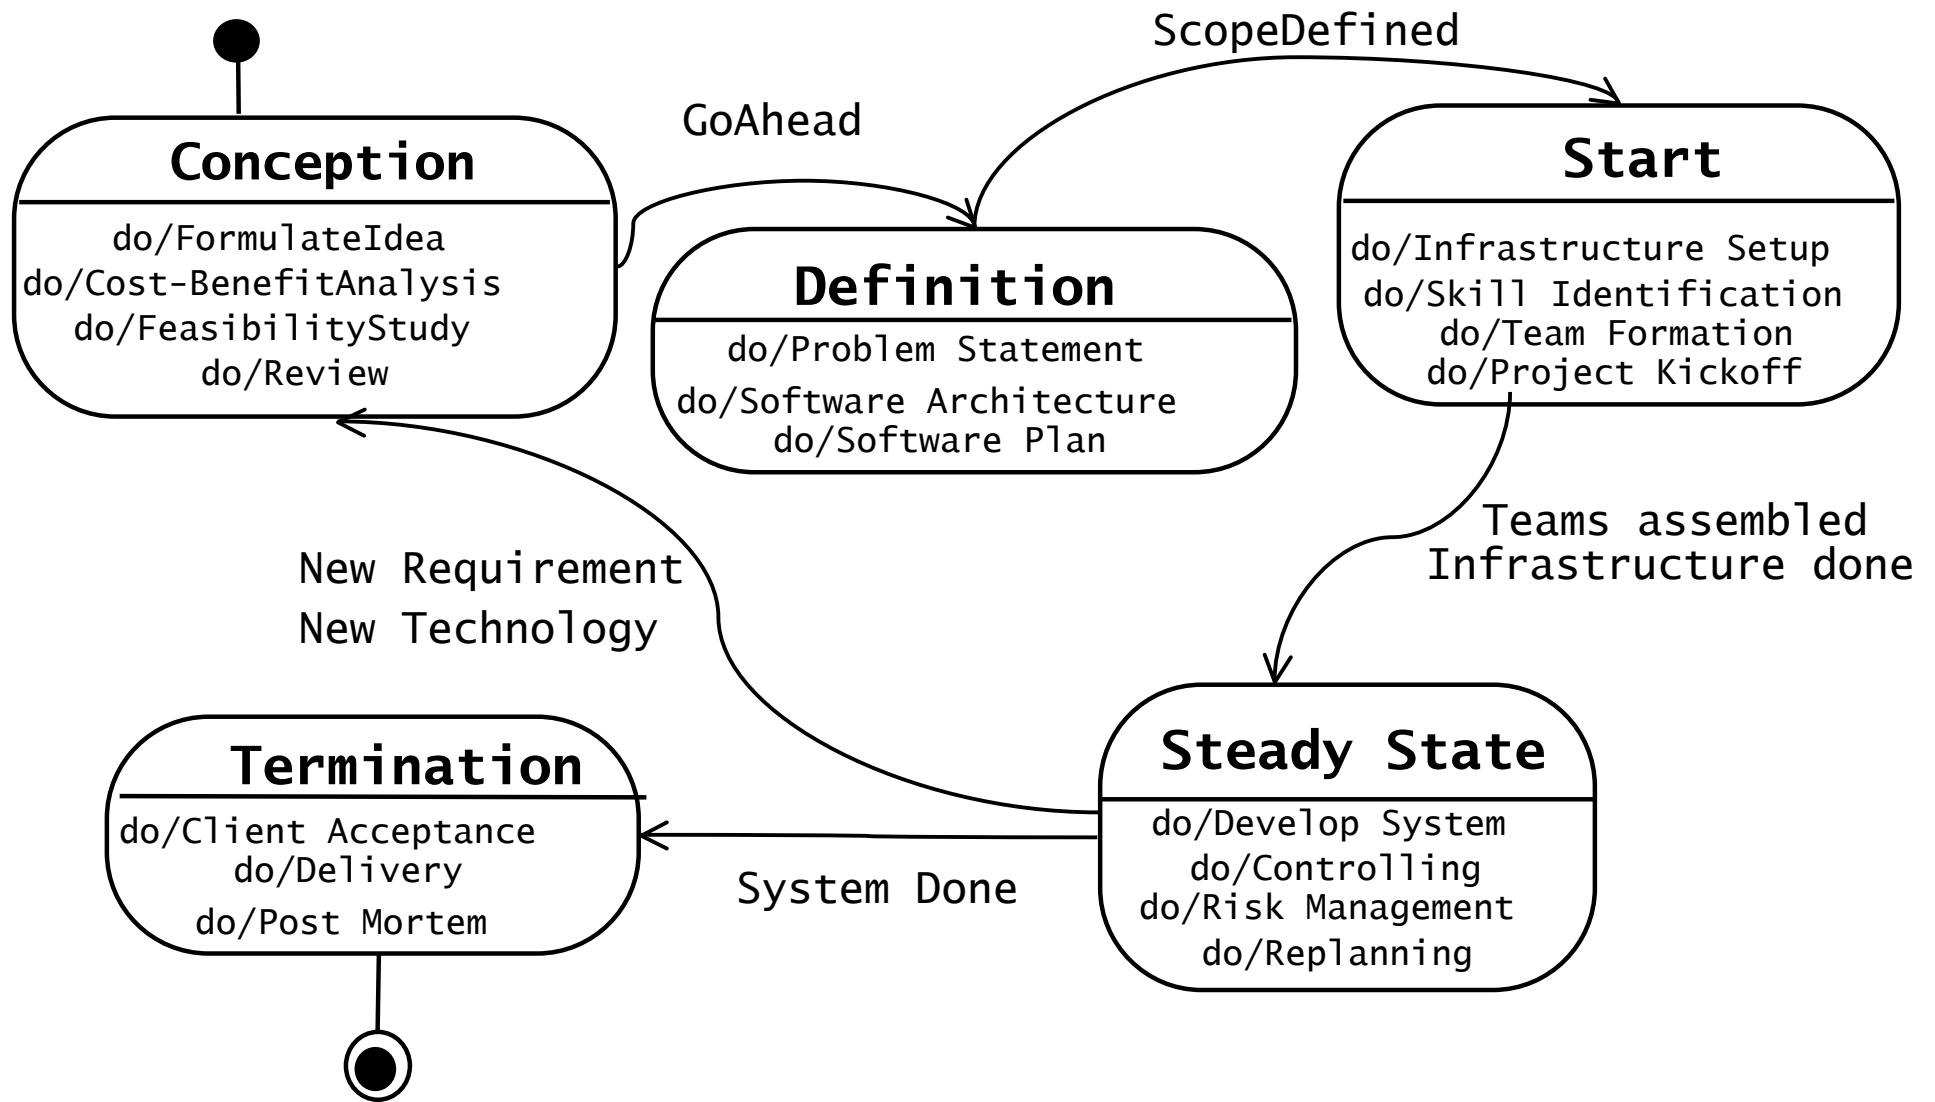 ScopeDefined
GoAhead
Conception
do/FormulateIdea
do/Cost-BenefitAnalysis
do/FeasibilityStudy
do/Review
Definition
do/Problem Statement
do/Software Architecture
do/Software Plan
Start
do/Infrastructure Setup
do/Skill Identification
do/Team Formation
do/Project Kickoff
Teams assembled
Infrastructure done
New Requirement
New Technology
Termination
do/Client Acceptance
do/Delivery
do/Post Mortem
System Done
Steady State
do/Develop System
do/Controlling
do/Risk Management
do/Replanning